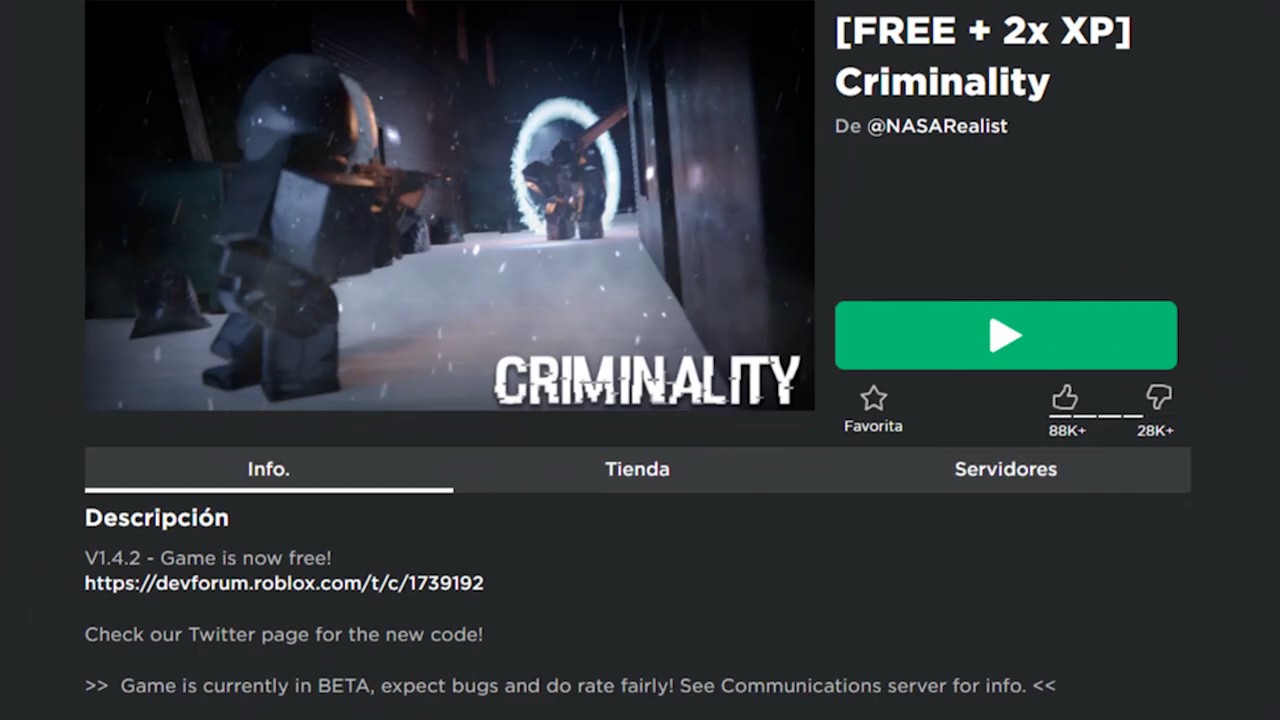 [FREE + 2x XP]
Criminality
De @NASARealist
CRIMINALITY
Favorita
88K+
28K+
Info.
Tienda
Servidores
Descripción
V1.4.2 - Game is now free!
https://devforum.roblox.com/t/c/1739192
Check our Twitter page for the new code!
>> Game is currently in BETA, expect bugs and do rate fairly! See Communications server for info. <<